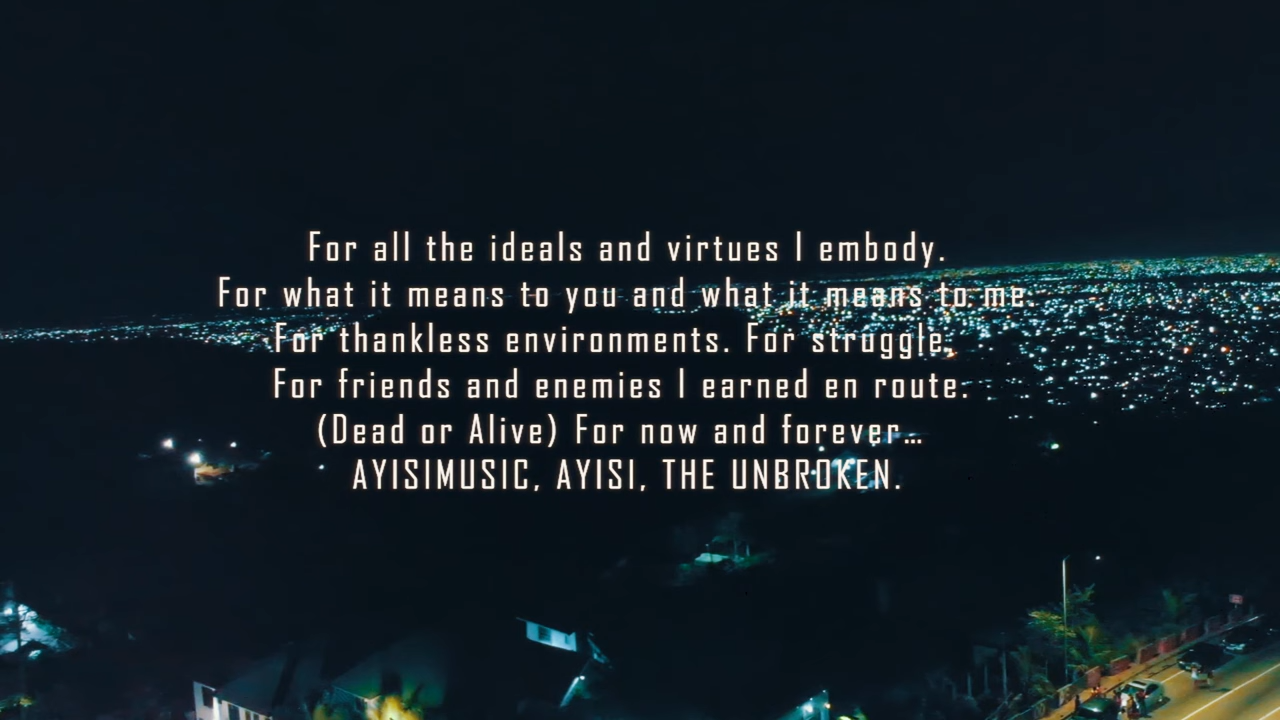 For all the ideals and virtues I embody.
For what it means to you and what it means to me.
For thankless environments. For struggle.
For friends and enemies I earned en route.
(Dead or Alive) For now and forever...
AYISIMUSIC, AYISI, THE UNBROKEN.